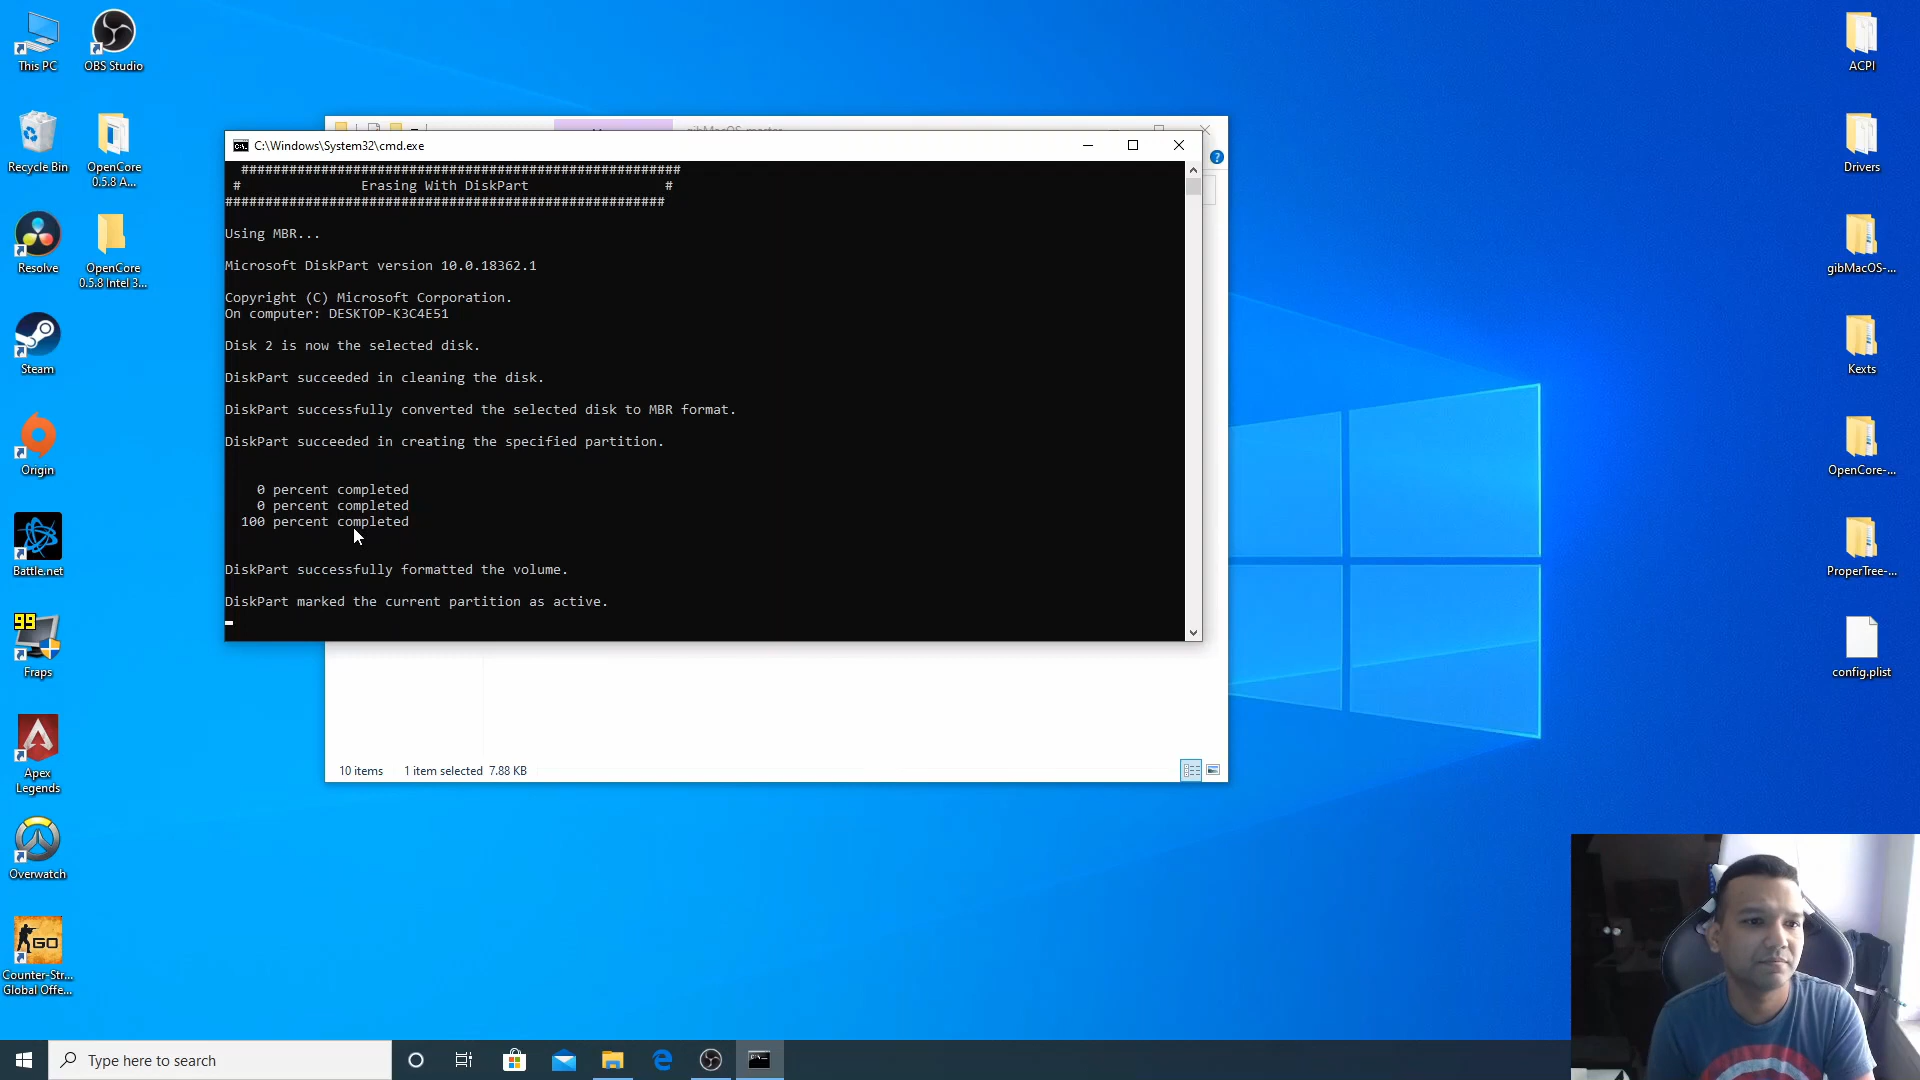 This PC
OBS Studio
Recycle Bin
OpenCore
0.5.8 A...
Resolve
OpenCore
0.5.8 Intel 3...
Steam
Origin
Battle.net
99
Fraps
Apex
Legends
Overwatch
GO
Counter-Str...
Global Offe...
gibMacOS-master
C:\Windows\System32\cmd.exe
#######################################################
# Erasing With DiskPart #
#######################################################
Using MBR...
Microsoft DiskPart version 10.0.18362.1
Copyright (C) Microsoft Corporation.
On computer: DESKTOP-K3C4E51
Disk 2 is now the selected disk.
DiskPart succeeded in cleaning the disk.
DiskPart successfully converted the selected disk to MBR format.
DiskPart succeeded in creating the specified partition.
0 percent completed
0 percent completed
100 percent completed
DiskPart successfully formatted the volume.
DiskPart marked the current partition as active.
10 items 1 item selected 7.88 KB
ACPI
Drivers
gibMacOS-...
Kexts
OpenCore-...
ProperTree-...
config.plist
Type here to search